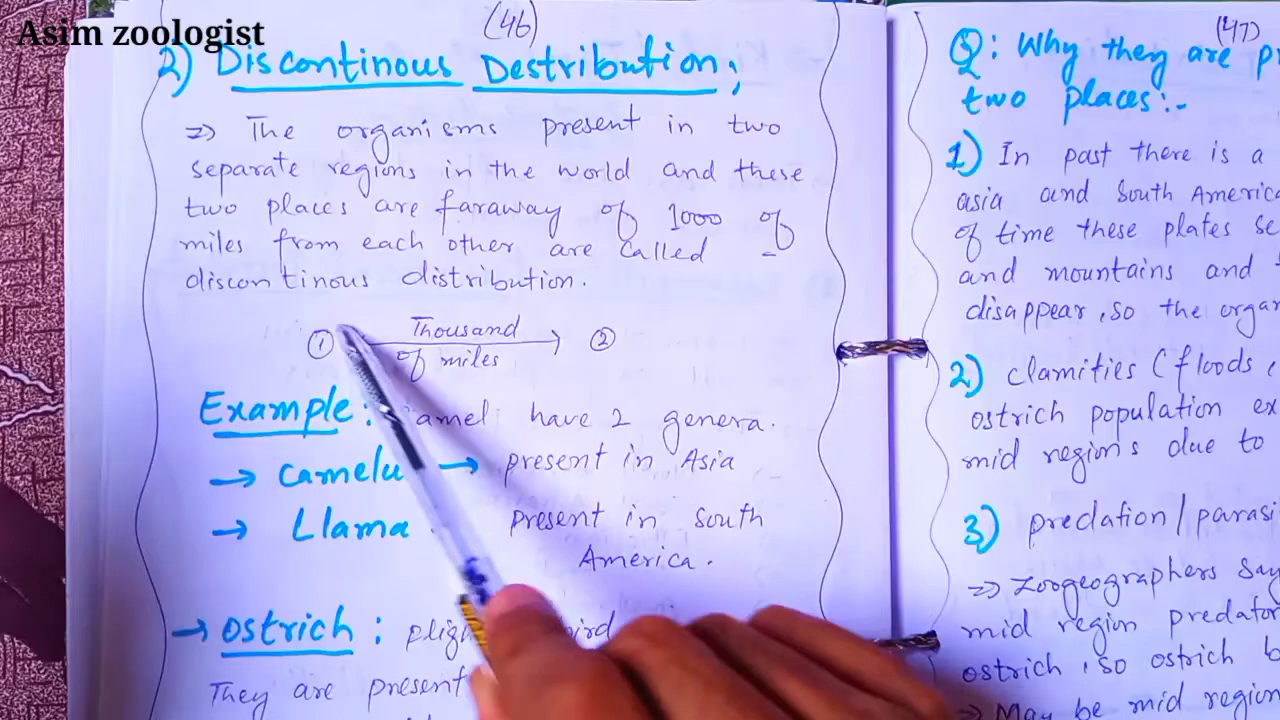 Asim zoologist
(46)
2) Discontinous Destribution;
=> The organisms present in two
separate regions in the world and these
two places are faraway of 1000 of
miles from each other are called -
discontinous distribution.
① Thousand ②
of miles
Example: camel have 2 genera.
→ camelu → present in Asia
→ Llama present in south
America.
→ ostrich: bird
They are present
(47)
Q: Why they are
two places:-
1) In past there is a
asia and South America
of time these plates
and mountains and
disappear, so the
2) clamities (floods,
ostrich population
mid regions due to
3) predation/
=> Zoogeographers say
mid region
ostrich, so ostrich
=> May be mid region